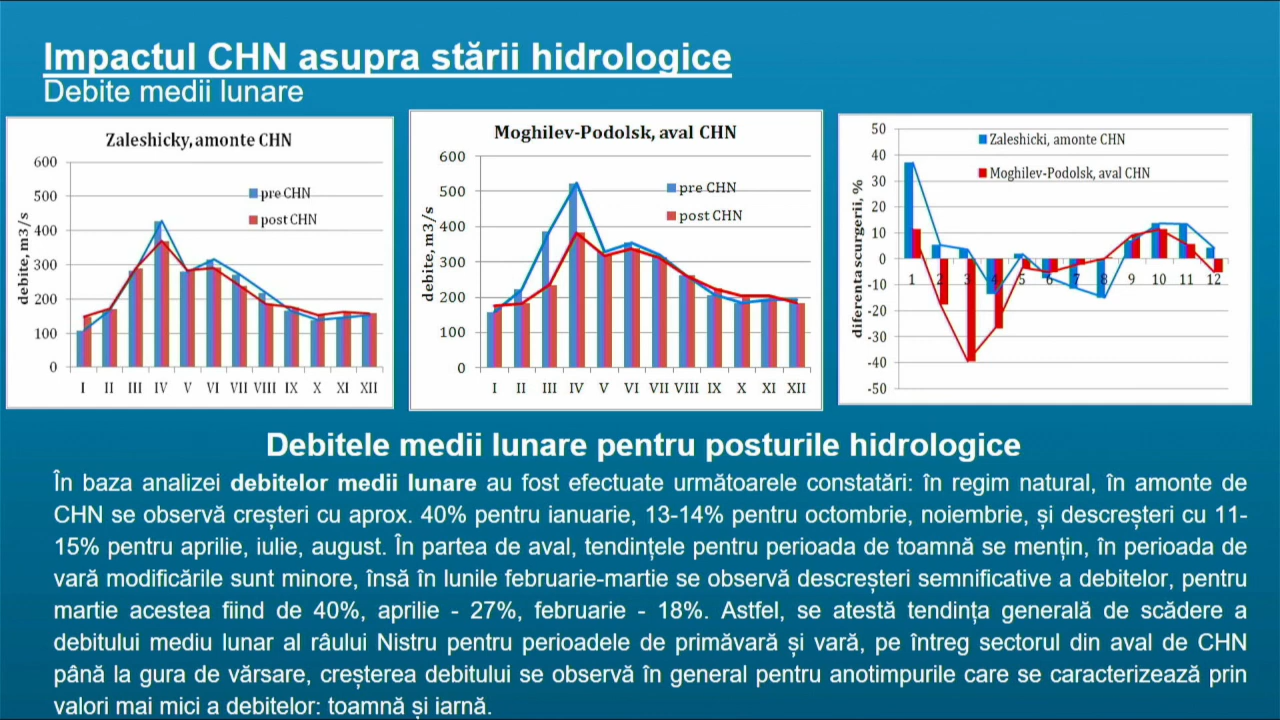 Impactul CHN asupra stării hidrologice
Debite medii lunare
Zaleshicky, amonte CHN
600
500
400
300
200
100
0
debite, m3/s
pre CHN
post CHN
I II III IV V VI VII VIII IX X XI XII
Moghilev-Podolsk, aval CHN
600
500
400
300
200
100
0
debite, m3/s
pre CHN
post CHN
I II III IV V VI VII VIII IX X XI XII
50
40
30
20
10
0
-10
-20
-30
-40
-50
diferenta scurgerii, %
Zaleshicki, amonte CHN
Moghilev-Podolsk, aval CHN
1 2 3 4 5 6 7 8 9 10 11 12
Debitele medii lunare pentru posturile hidrologice
În baza analizei debitelor medii lunare au fost efectuate următoarele constatări: în regim natural, în amonte de
CHN se observă creșteri cu aprox. 40% pentru ianuarie, 13-14% pentru octombrie, noiembrie, și descreșteri cu 11-
15% pentru aprilie, iulie, august. În partea de aval, tendințele pentru perioada de toamnă se mențin, în perioada de
vară modificările sunt minore, însă în lunile februarie-martie se observă descreșteri semnificative a debitelor, pentru
martie acestea fiind de 40%, aprilie - 27%, februarie - 18%. Astfel, se atestă tendința generală de scădere a
debitului mediu lunar al râului Nistru pentru perioadele de primăvară și vară, pe întreg sectorul din aval de CHN
până la gura de vărsare, creșterea debitului se observă în general pentru anotimpurile care se caracterizează prin
valori mai mici a debitelor: toamnă și iarnă.